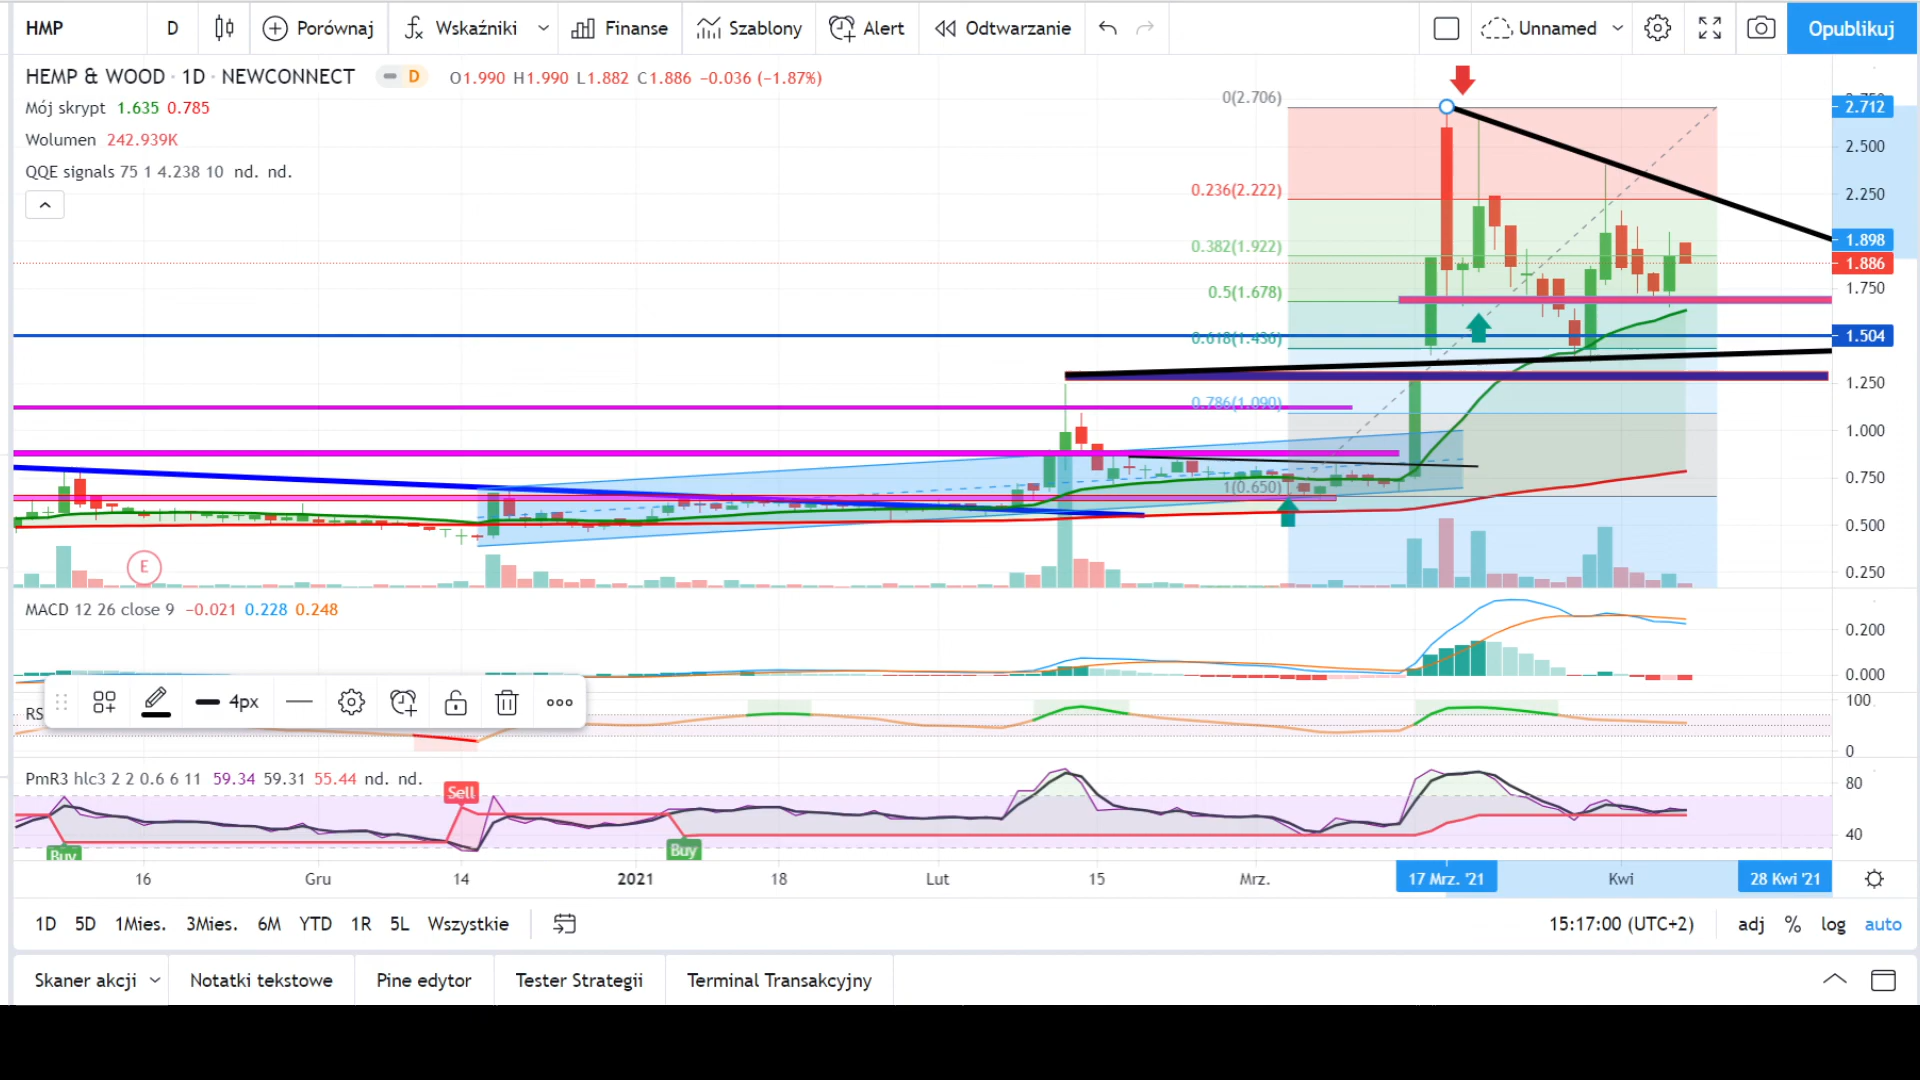 HMP D Porównaj Wskaźniki Finanse Szablony Alert Odtwarzanie Unnamed Opublikuj
HEMP & WOOD · 1D · NEWCONNECT D O1.990 H1.990 L1.882 C1.886 −0.036 (−1.87%)
Mój skrypt 1.635 0.785
Wolumen 242.939K
QQE signals 75 1 4.238 10 nd. nd.
0(2.706)
0.236(2.222)
0.382(1.922)
0.5(1.678)
0.618(1.436)
0.786(1.090)
1(0.650)
2.712
2.500
2.250
1.898
1.886
1.750
1.504
1.250
1.000
0.750
0.500
0.250
E
MACD 12 26 close 9 −0.021 0.228 0.248
0.200
0.000
4px
RS
100
0
PmR3 hlc3 2 2 0.6 6 11 59.34 59.31 55.44 nd. nd.
Sell
Buy
Buy
80
40
16 Gru 14 2021 18 Lut 15 Mrz. 17 Mrz. '21 Kwi 28 Kwi '21
1D 5D 1Mies. 3Mies. 6M YTD 1R 5L Wszystkie 15:17:00 (UTC+2) adj % log auto
Skaner akcji Notatki tekstowe Pine edytor Tester Strategii Terminal Transakcyjny